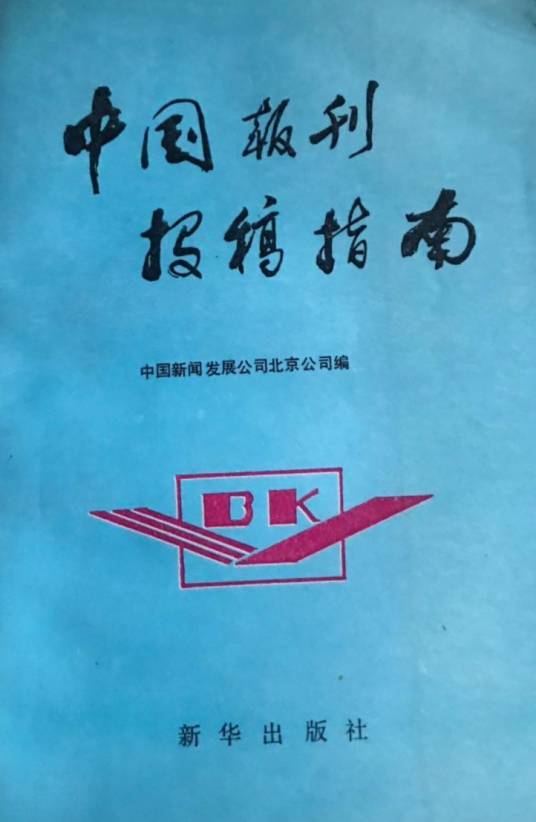 中国報刊
投稿指南
中国新闻发展公司北京公司编
BK
新华出版社